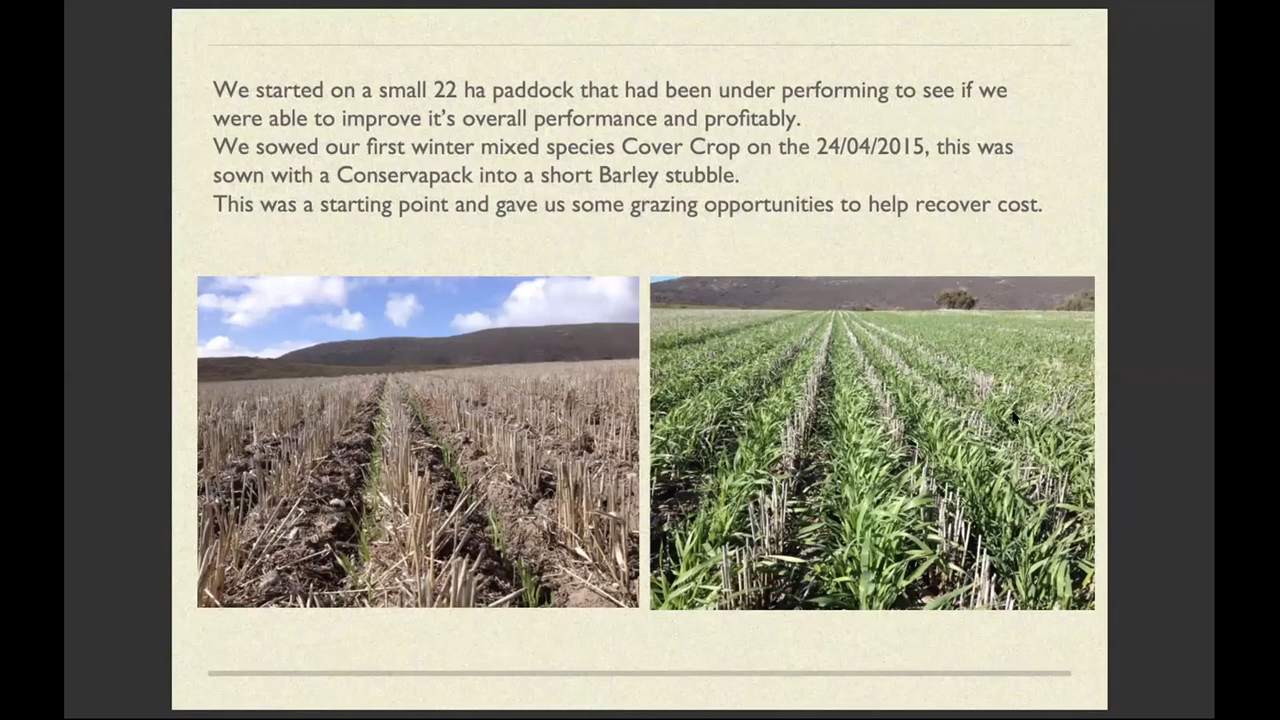 We started on a small 22 ha paddock that had been under performing to see if we
were able to improve it’s overall performance and profitably.
We sowed our first winter mixed species Cover Crop on the 24/04/2015, this was
sown with a Conservapack into a short Barley stubble.
This was a starting point and gave us some grazing opportunities to help recover cost.